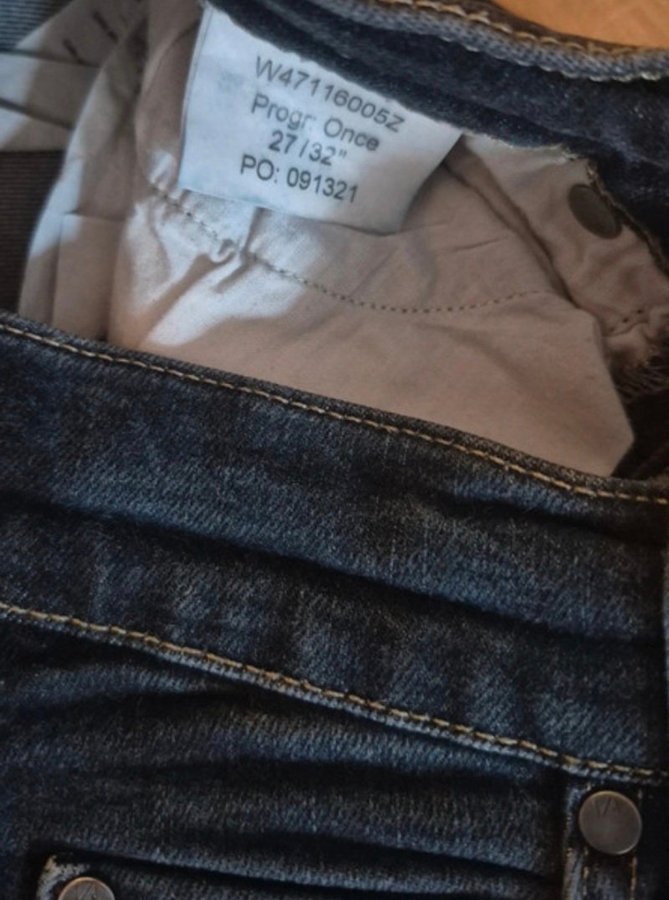 W47116005Z
Progr. Once
27/32"
PO: 091321